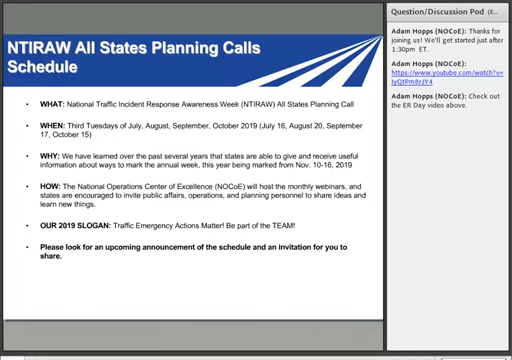 NTIRAW All States Planning Calls
Schedule
• WHAT: National Traffic Incident Response Awareness Week (NTIRAW) All States Planning Call
• WHEN: Third Tuesdays of July, August, September, October 2019 (July 16, August 20, September
17, October 15)
• WHY: We have learned over the past several years that states are able to give and receive useful
information about ways to mark the annual week, this year being marked from Nov. 10-16, 2019
• HOW: The National Operations Center of Excellence (NOCoE) will host the monthly webinars, and
states are encouraged to invite public affairs, operations, and planning personnel to share ideas and
learn new things.
• OUR 2019 SLOGAN: Traffic Emergency Actions Matter! Be part of the TEAM!
• Please look for an upcoming announcement of the schedule and an invitation for you to
share.
Question/Discussion Pod (E...
Adam Hopps (NOCoE): Thanks for
joining us! We'll get started just after
1:30pm ET.
Adam Hopps (NOCoE):
https://www.youtube.com/watch?v=
Adam Hopps (NOCoE): Check out
the ER Day video above.